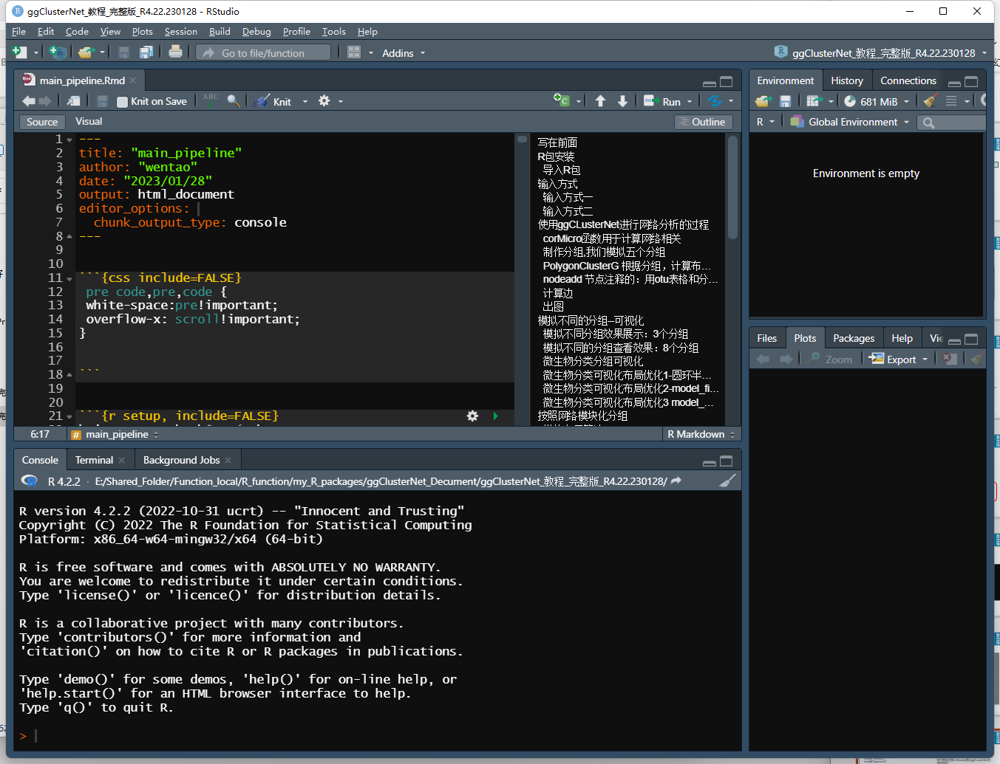 ggClusterNet_教程_完整版_R4.22.230128 - RStudio
File Edit Code View Plots Session Build Debug Profile Tools Help
Go to file/function Addins ggClusterNet_教程_完整版_R4.22.230128
main_pipeline.Rmd
Knit on Save ABC Knit Run
Source Visual Outline
1 ---
2 title: "main_pipeline"
3 author: "wentao"
4 date: "2023/01/28"
5 output: html_document
6 editor_options:
7 chunk_output_type: console
8 ---
9
10
11 ```{css include=FALSE}
12 pre code,pre,code {
13 white-space:pre!important;
14 overflow-x: scroll!important;
15 }
16
17
18 ```
19
20
21 ```{r setup, include=FALSE}
写在前面
R包安装
导入R包
输入方式
输入方式一
输入方式二
使用ggCLusterNet进行网络分析的过程
corMicro函数用于计算网络相关
制作分组,我们模拟五个分组
PolygonClusterG 根据分组，计算布...
nodeadd 节点注释的：用otu表格和分...
计算边
出图
模拟不同的分组--可视化
模拟不同分组效果展示：3个分组
模拟不同的分组查看效果：8个分组
微生物分类分组可视化
微生物分类可视化布局优化1-圆环半...
微生物分类可视化布局优化2-model_fi...
微生物分类可视化布局优化3 model_...
按照网络模块化分组
6:17 # main_pipeline R Markdown
Console Terminal Background Jobs
R 4.2.2 · E:/Shared_Folder/Function_local/R_function/my_R_packages/ggClusterNet_Decument/ggClusterNet_教程_完整版_R4.22.230128/
R version 4.2.2 (2022-10-31 ucrt) -- "Innocent and Trusting"
Copyright (C) 2022 The R Foundation for Statistical Computing
Platform: x86_64-w64-mingw32/x64 (64-bit)
R is free software and comes with ABSOLUTELY NO WARRANTY.
You are welcome to redistribute it under certain conditions.
Type 'license()' or 'licence()' for distribution details.
R is a collaborative project with many contributors.
Type 'contributors()' for more information and
'citation()' on how to cite R or R packages in publications.
Type 'demo()' for some demos, 'help()' for on-line help, or
'help.start()' for an HTML browser interface to help.
Type 'q()' to quit R.
>
Environment History Connections
681 MiB
R Global Environment
Environment is empty
Files Plots Packages Help Vie
Zoom Export